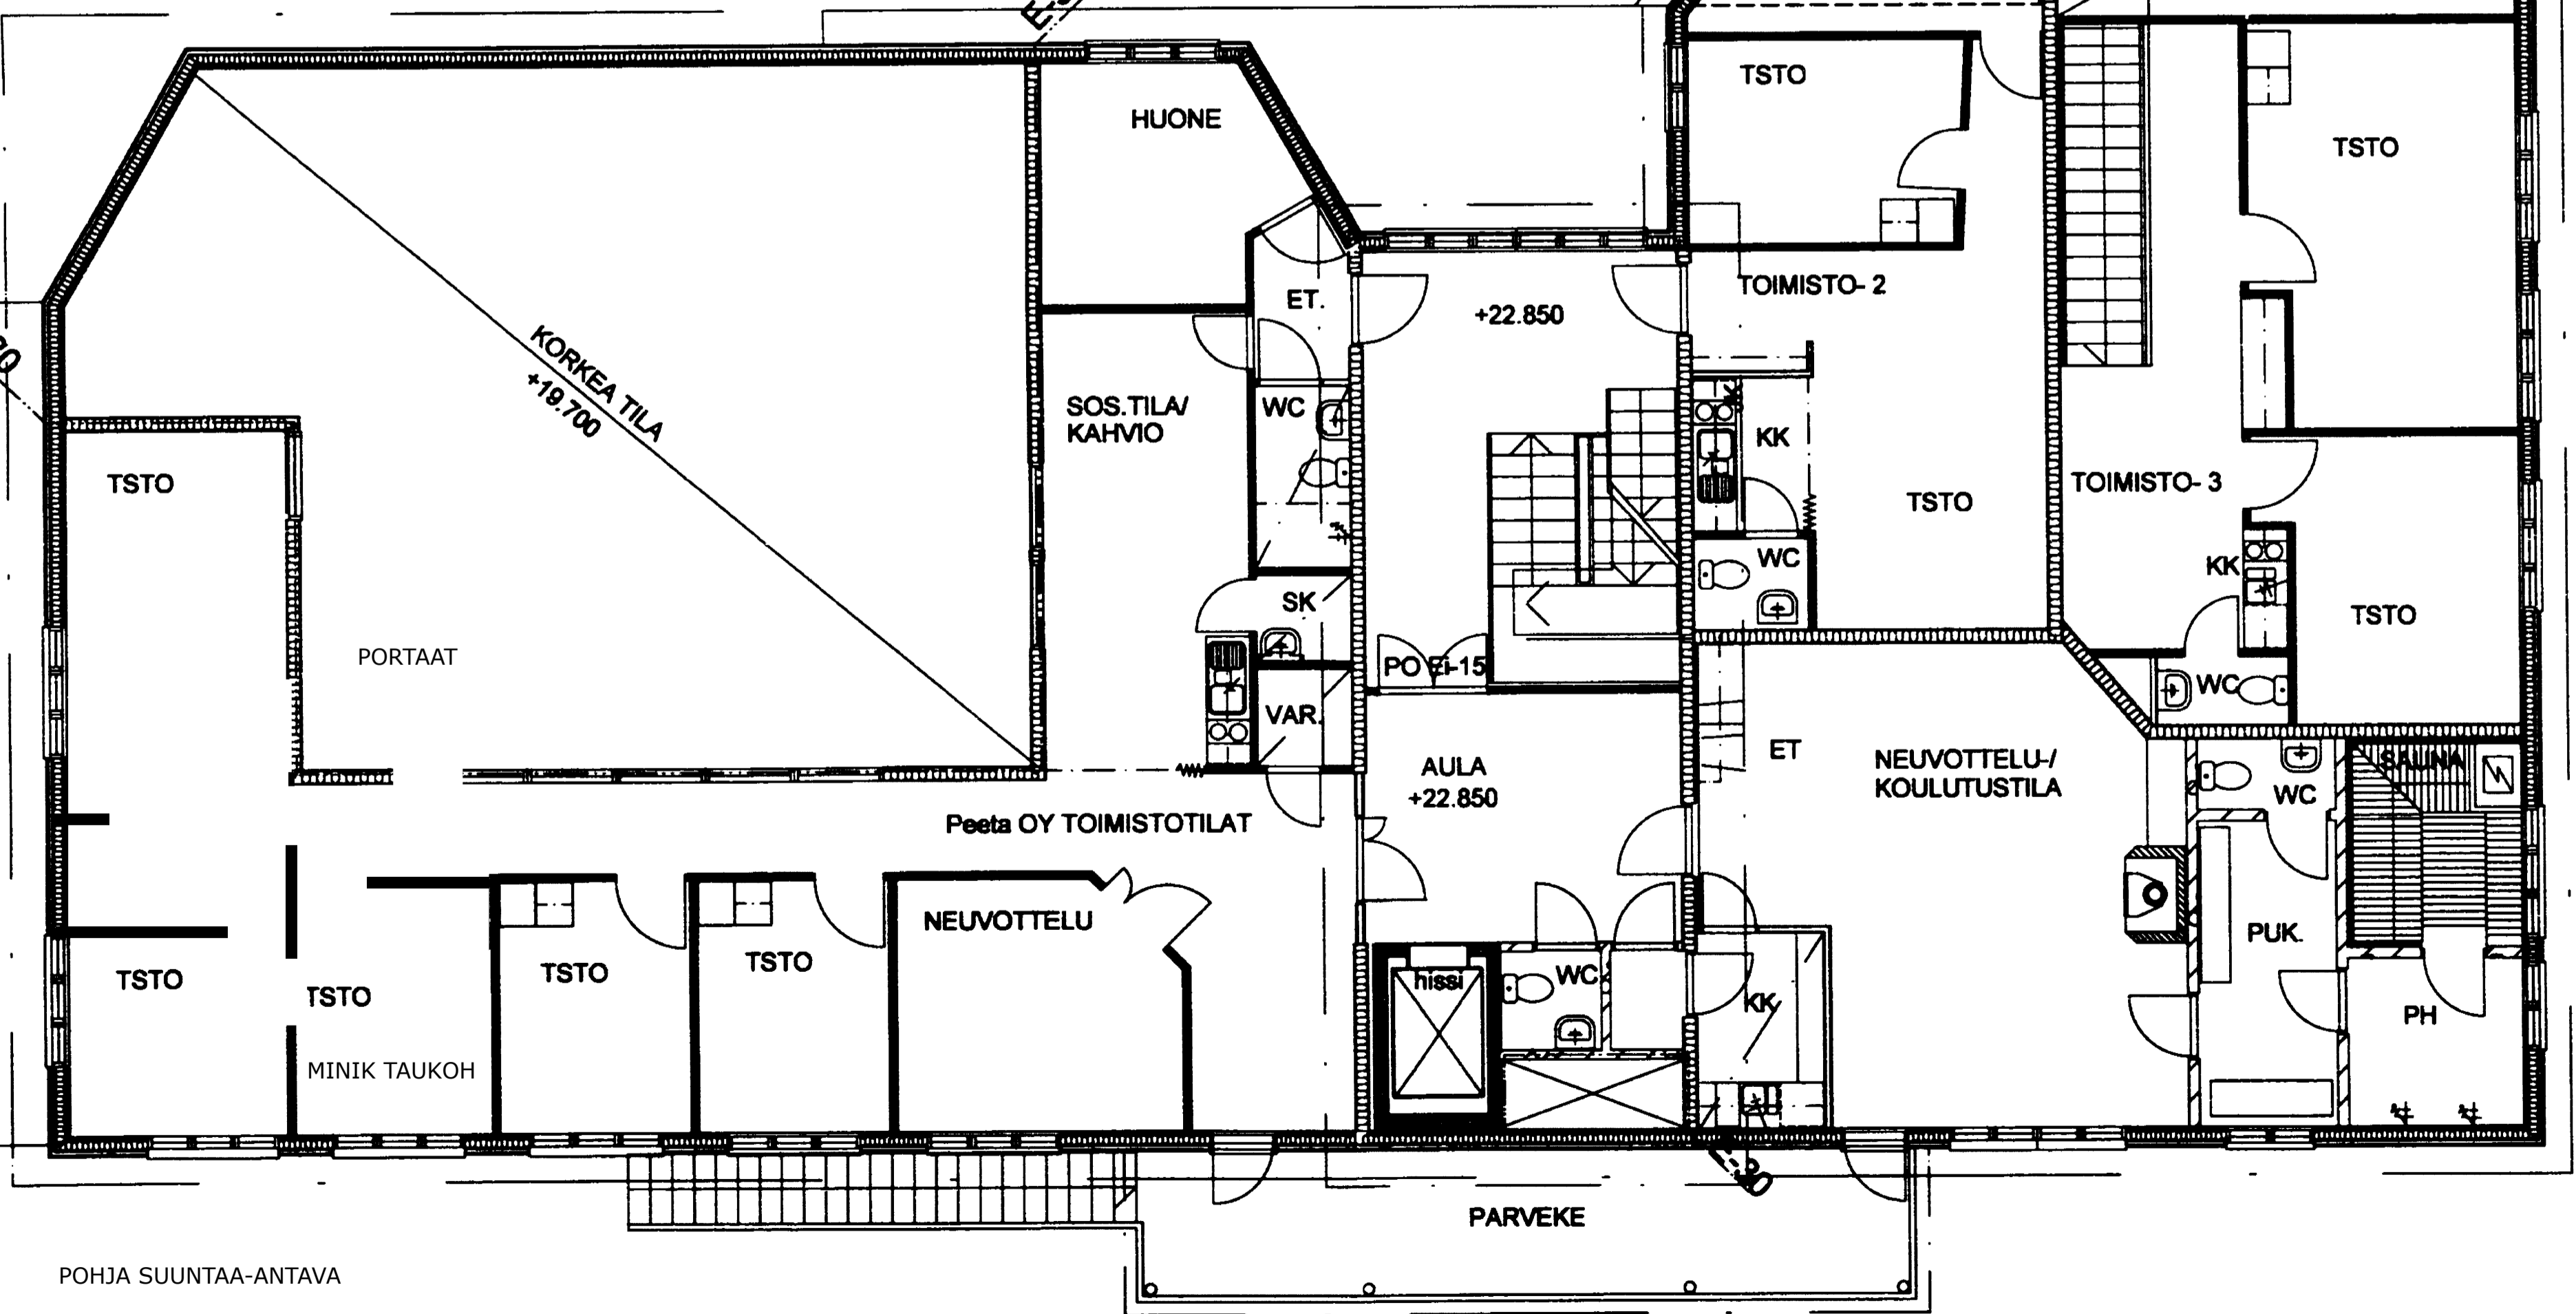 HUONE
TSTO
TSTO
ET.
+22.850
TOIMISTO- 2
KORKEA TILA
+19.700
SOS.TILA/
KAHVIO
WC
KK
TSTO
TSTO
TOIMISTO- 3
WC
KK
SK
TSTO
PORTAAT
PO Ei-15
WC
VAR.
AULA
+22.850
ET
NEUVOTTELU-/
KOULUTUSTILA
SAUNA
WC
Peeta OY TOIMISTOTILAT
NEUVOTTELU
PUK.
TSTO
TSTO
TSTO
TSTO
hissi
WC
KK
PH
MINIK TAUKOH
PARVEKE
POHJA SUUNTAA-ANTAVA